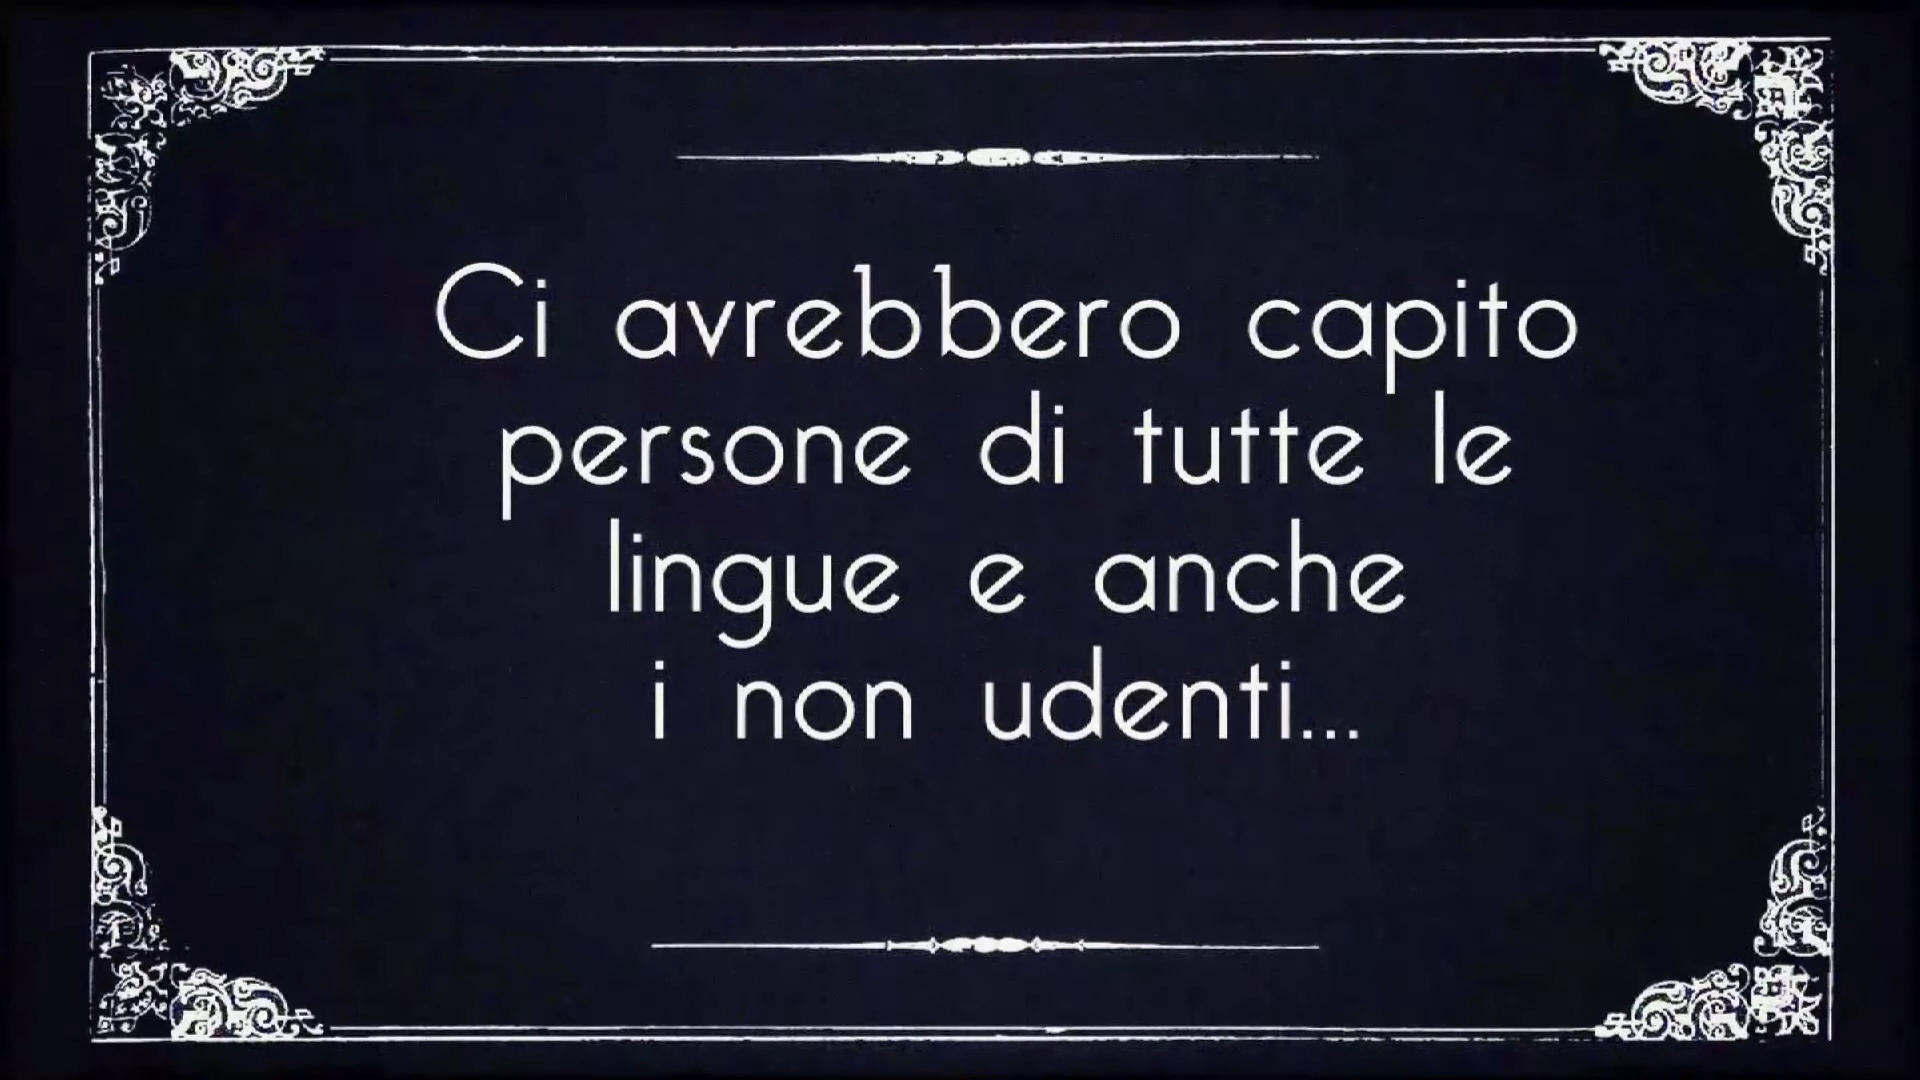 Ci avrebbero capito
persone di tutte le
lingue e anche
i non udenti...